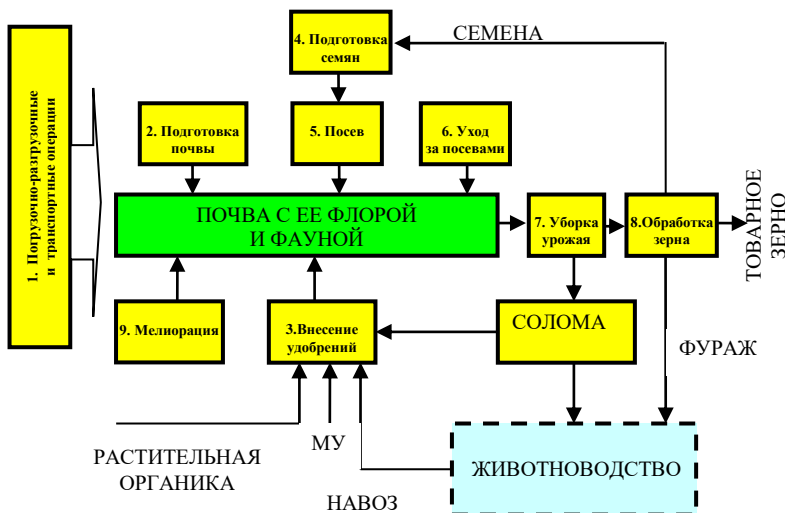 1. Погрузочно-разгрузочные
и транспортные операции
4. Подготовка
семян
СЕМЕНА
2. Подготовка
почвы
5. Посев
6. Уход
за посевами
ПОЧВА С ЕЕ ФЛОРОЙ
И ФАУНОЙ
7. Уборка
урожая
8.Обработка
зерна
ТОВАРНОЕ
ЗЕРНО
9. Мелиорация
3.Внесение
удобрений
СОЛОМА
ФУРАЖ
РАСТИТЕЛЬНАЯ
ОРГАНИКА
МУ
НАВОЗ
ЖИВОТНОВОДСТВО